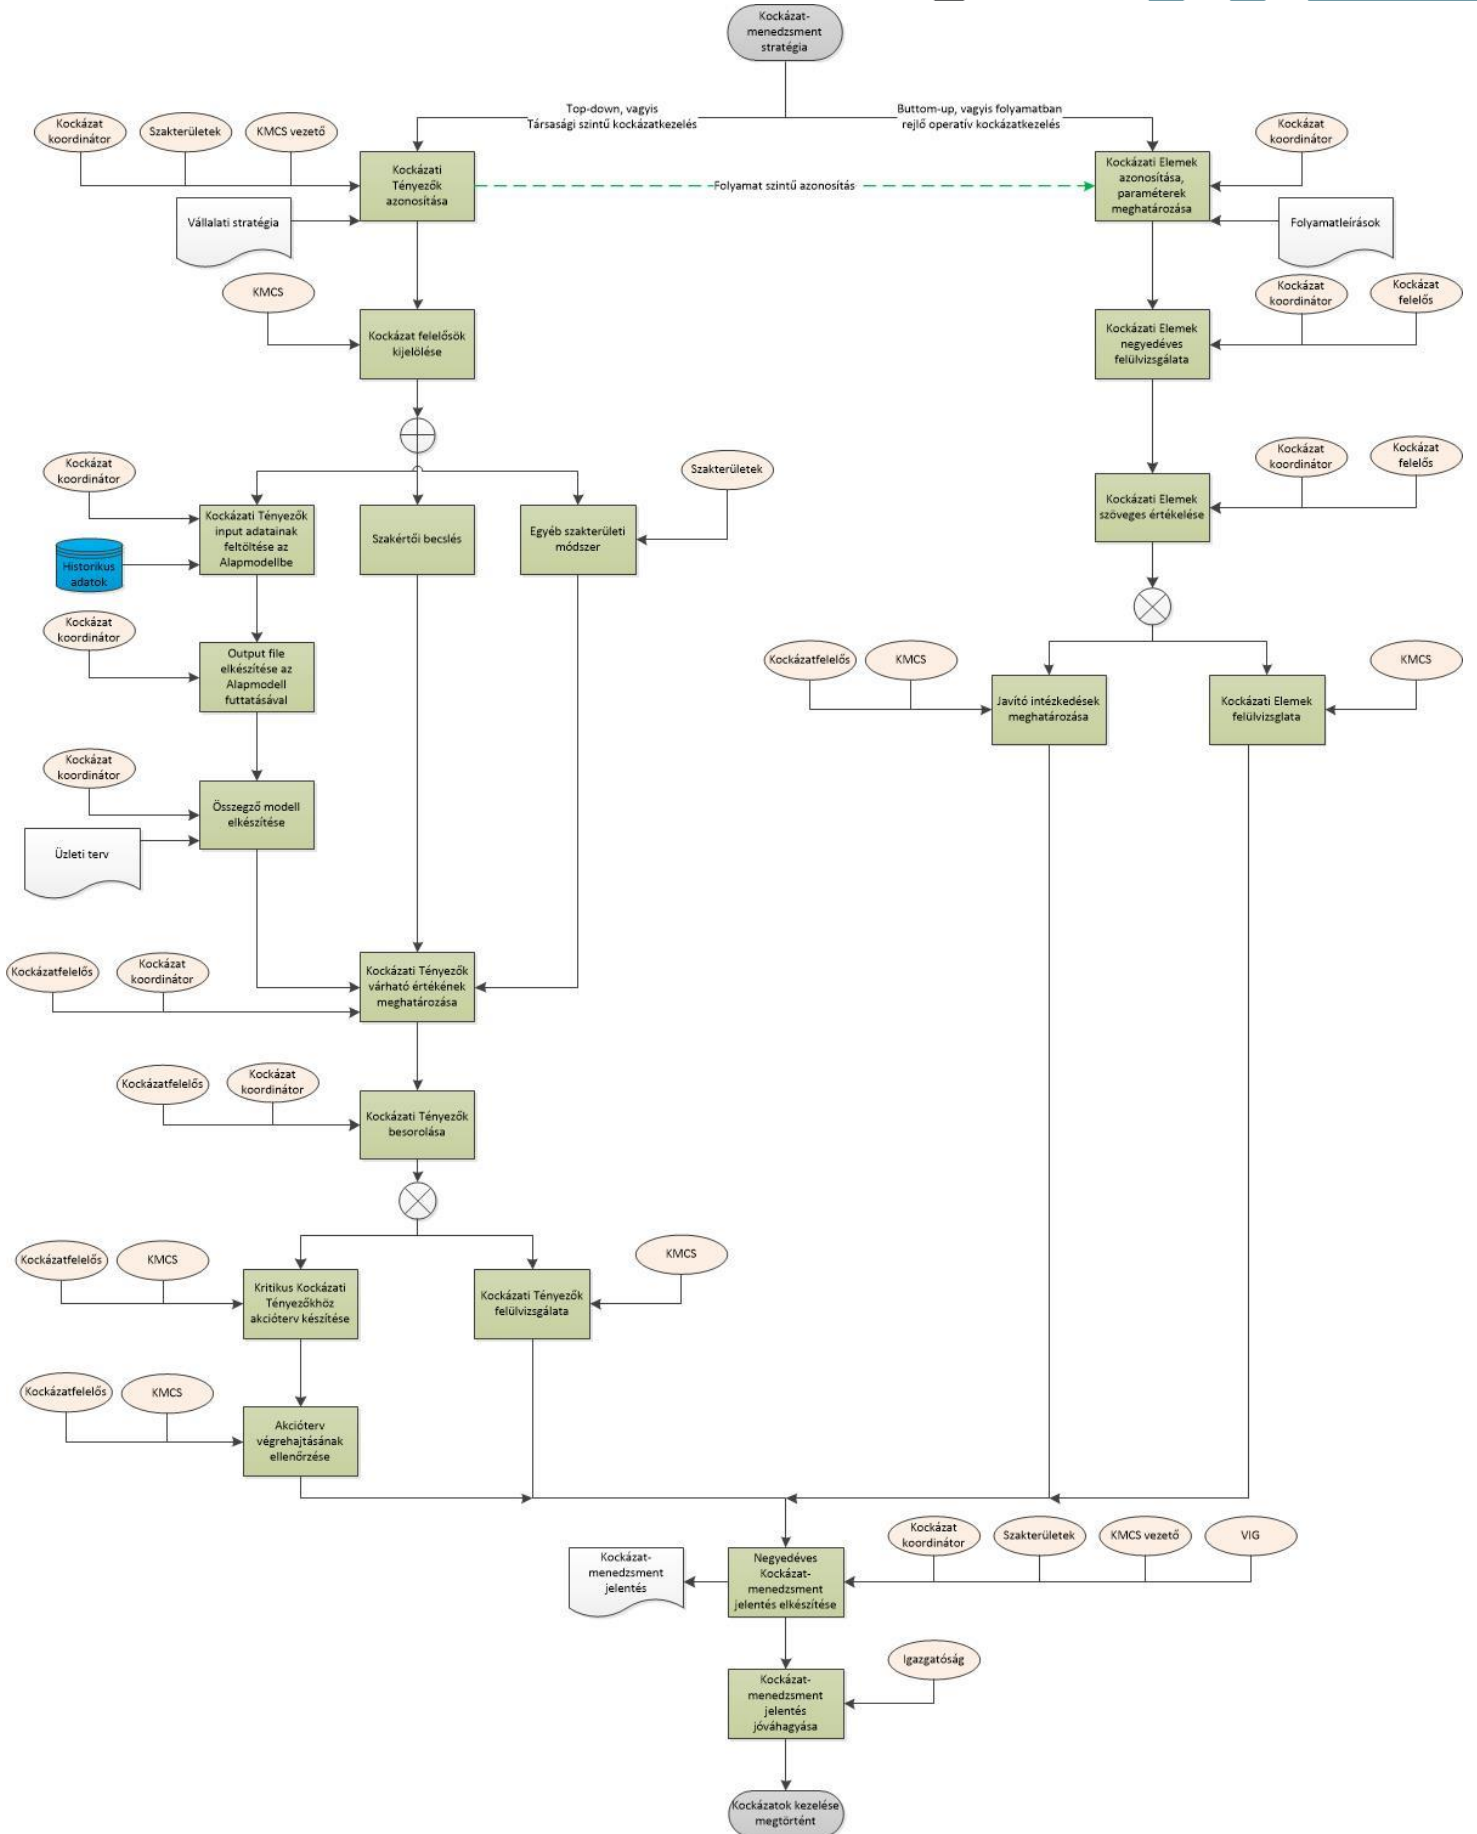 Kockázat-
menedzsment
stratégia
Top-down, vagyis
Társasági szintű kockázatkezelés
Buttom-up, vagyis folyamatban
rejlő operatív kockázatkezelés
Kockázat
koordinátor
Szakterületek
KMCS vezető
Kockázat
koordinátor
Kockázati
Tényezők
azonosítása
Folyamat szintű azonosítás
Kockázati Elemek
azonosítása,
paraméterek
meghatározása
Vállalati stratégia
Folyamatleírások
KMCS
Kockázat
koordinátor
Kockázat
felelős
Kockázat felelősök
kijelölése
Kockázati Elemek
negyedéves
felülvizsgálata
Kockázat
koordinátor
Szakterületek
Kockázat
koordinátor
Kockázat
felelős
Kockázati Tényezők
input adatainak
feltöltése az
Alapmodellbe
Szakértői becslés
Egyéb szakterületi
módszer
Kockázati Elemek
szöveges értékelése
Historikus
adatok
Kockázat
koordinátor
Output file
elkészítése az
Alapmodell
futtatásával
Kockázatfelelős
KMCS
KMCS
Javító intézkedések
meghatározása
Kockázati Elemek
felülvizsglata
Kockázat
koordinátor
Összegző modell
elkészítése
Üzleti terv
Kockázatfelelős
Kockázat
koordinátor
Kockázati Tényezők
várható értékének
meghatározása
Kockázatfelelős
Kockázat
koordinátor
Kockázati Tényezők
besorolása
Kockázatfelelős
KMCS
KMCS
Kritikus Kockázati
Tényezőkhöz
akcióterv készítése
Kockázati Tényezők
felülvizsgálata
Kockázatfelelős
KMCS
Akcióterv
végrehajtásának
ellenőrzése
Kockázat-
menedzsment
jelentés
Negyedéves
Kockázat-
menedzsment
jelentés elkészítése
Kockázat
koordinátor
Szakterületek
KMCS vezető
VIG
Igazgatóság
Kockázat-
menedzsment
jelentés
jóváhagyása
Kockázatok kezelése
megtörtént